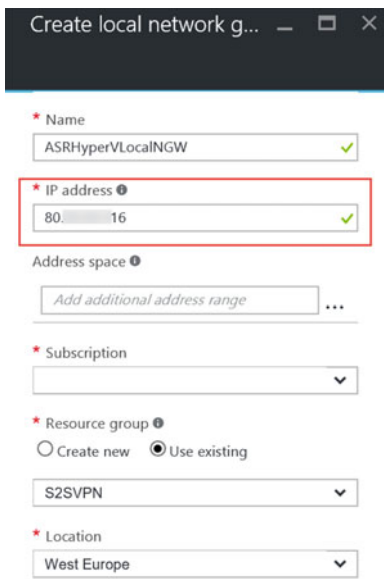 Create local network g...
* Name
ASRHyperVLocalNGW
* IP address
80. 16
Address space
Add additional address range
...
* Subscription
* Resource group
Create new Use existing
S2SVPN
* Location
West Europe